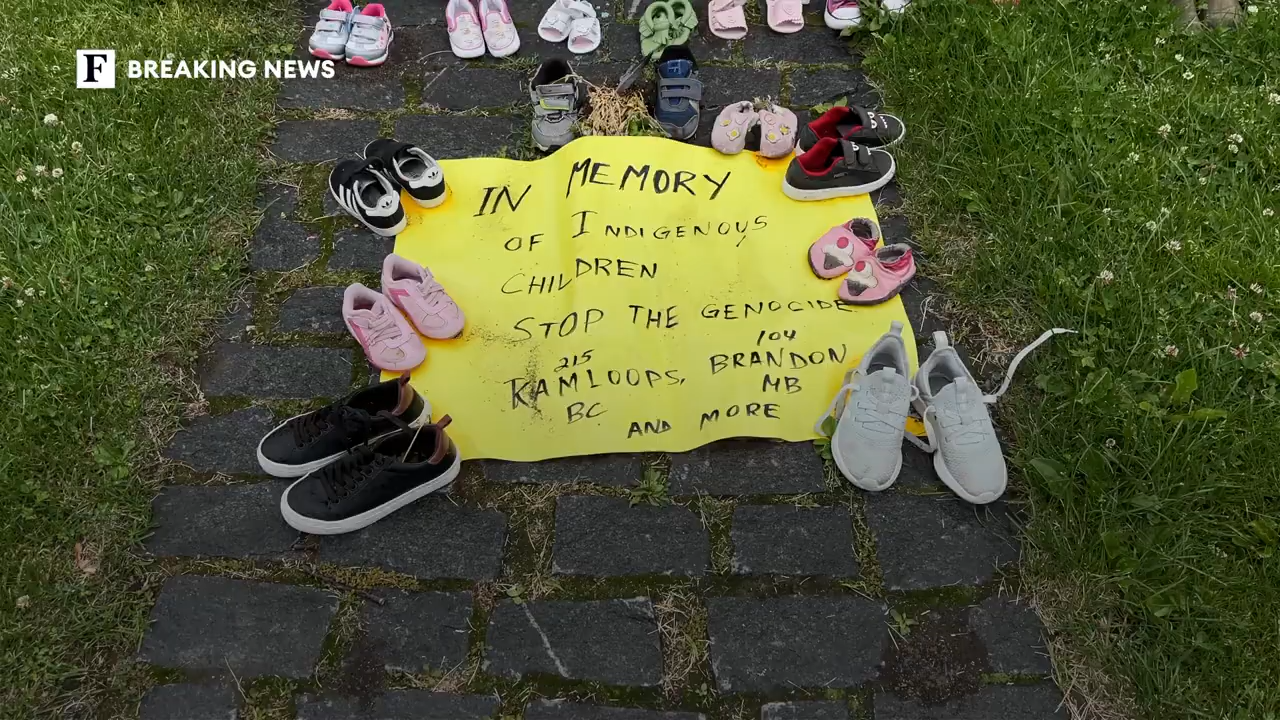 F BREAKING NEWS
IN MEMORY
OF INDIGENOUS
CHILDREN
STOP THE GENOCIDE
215 104
KAMLOOPS, BRANDON
BC MB
AND MORE